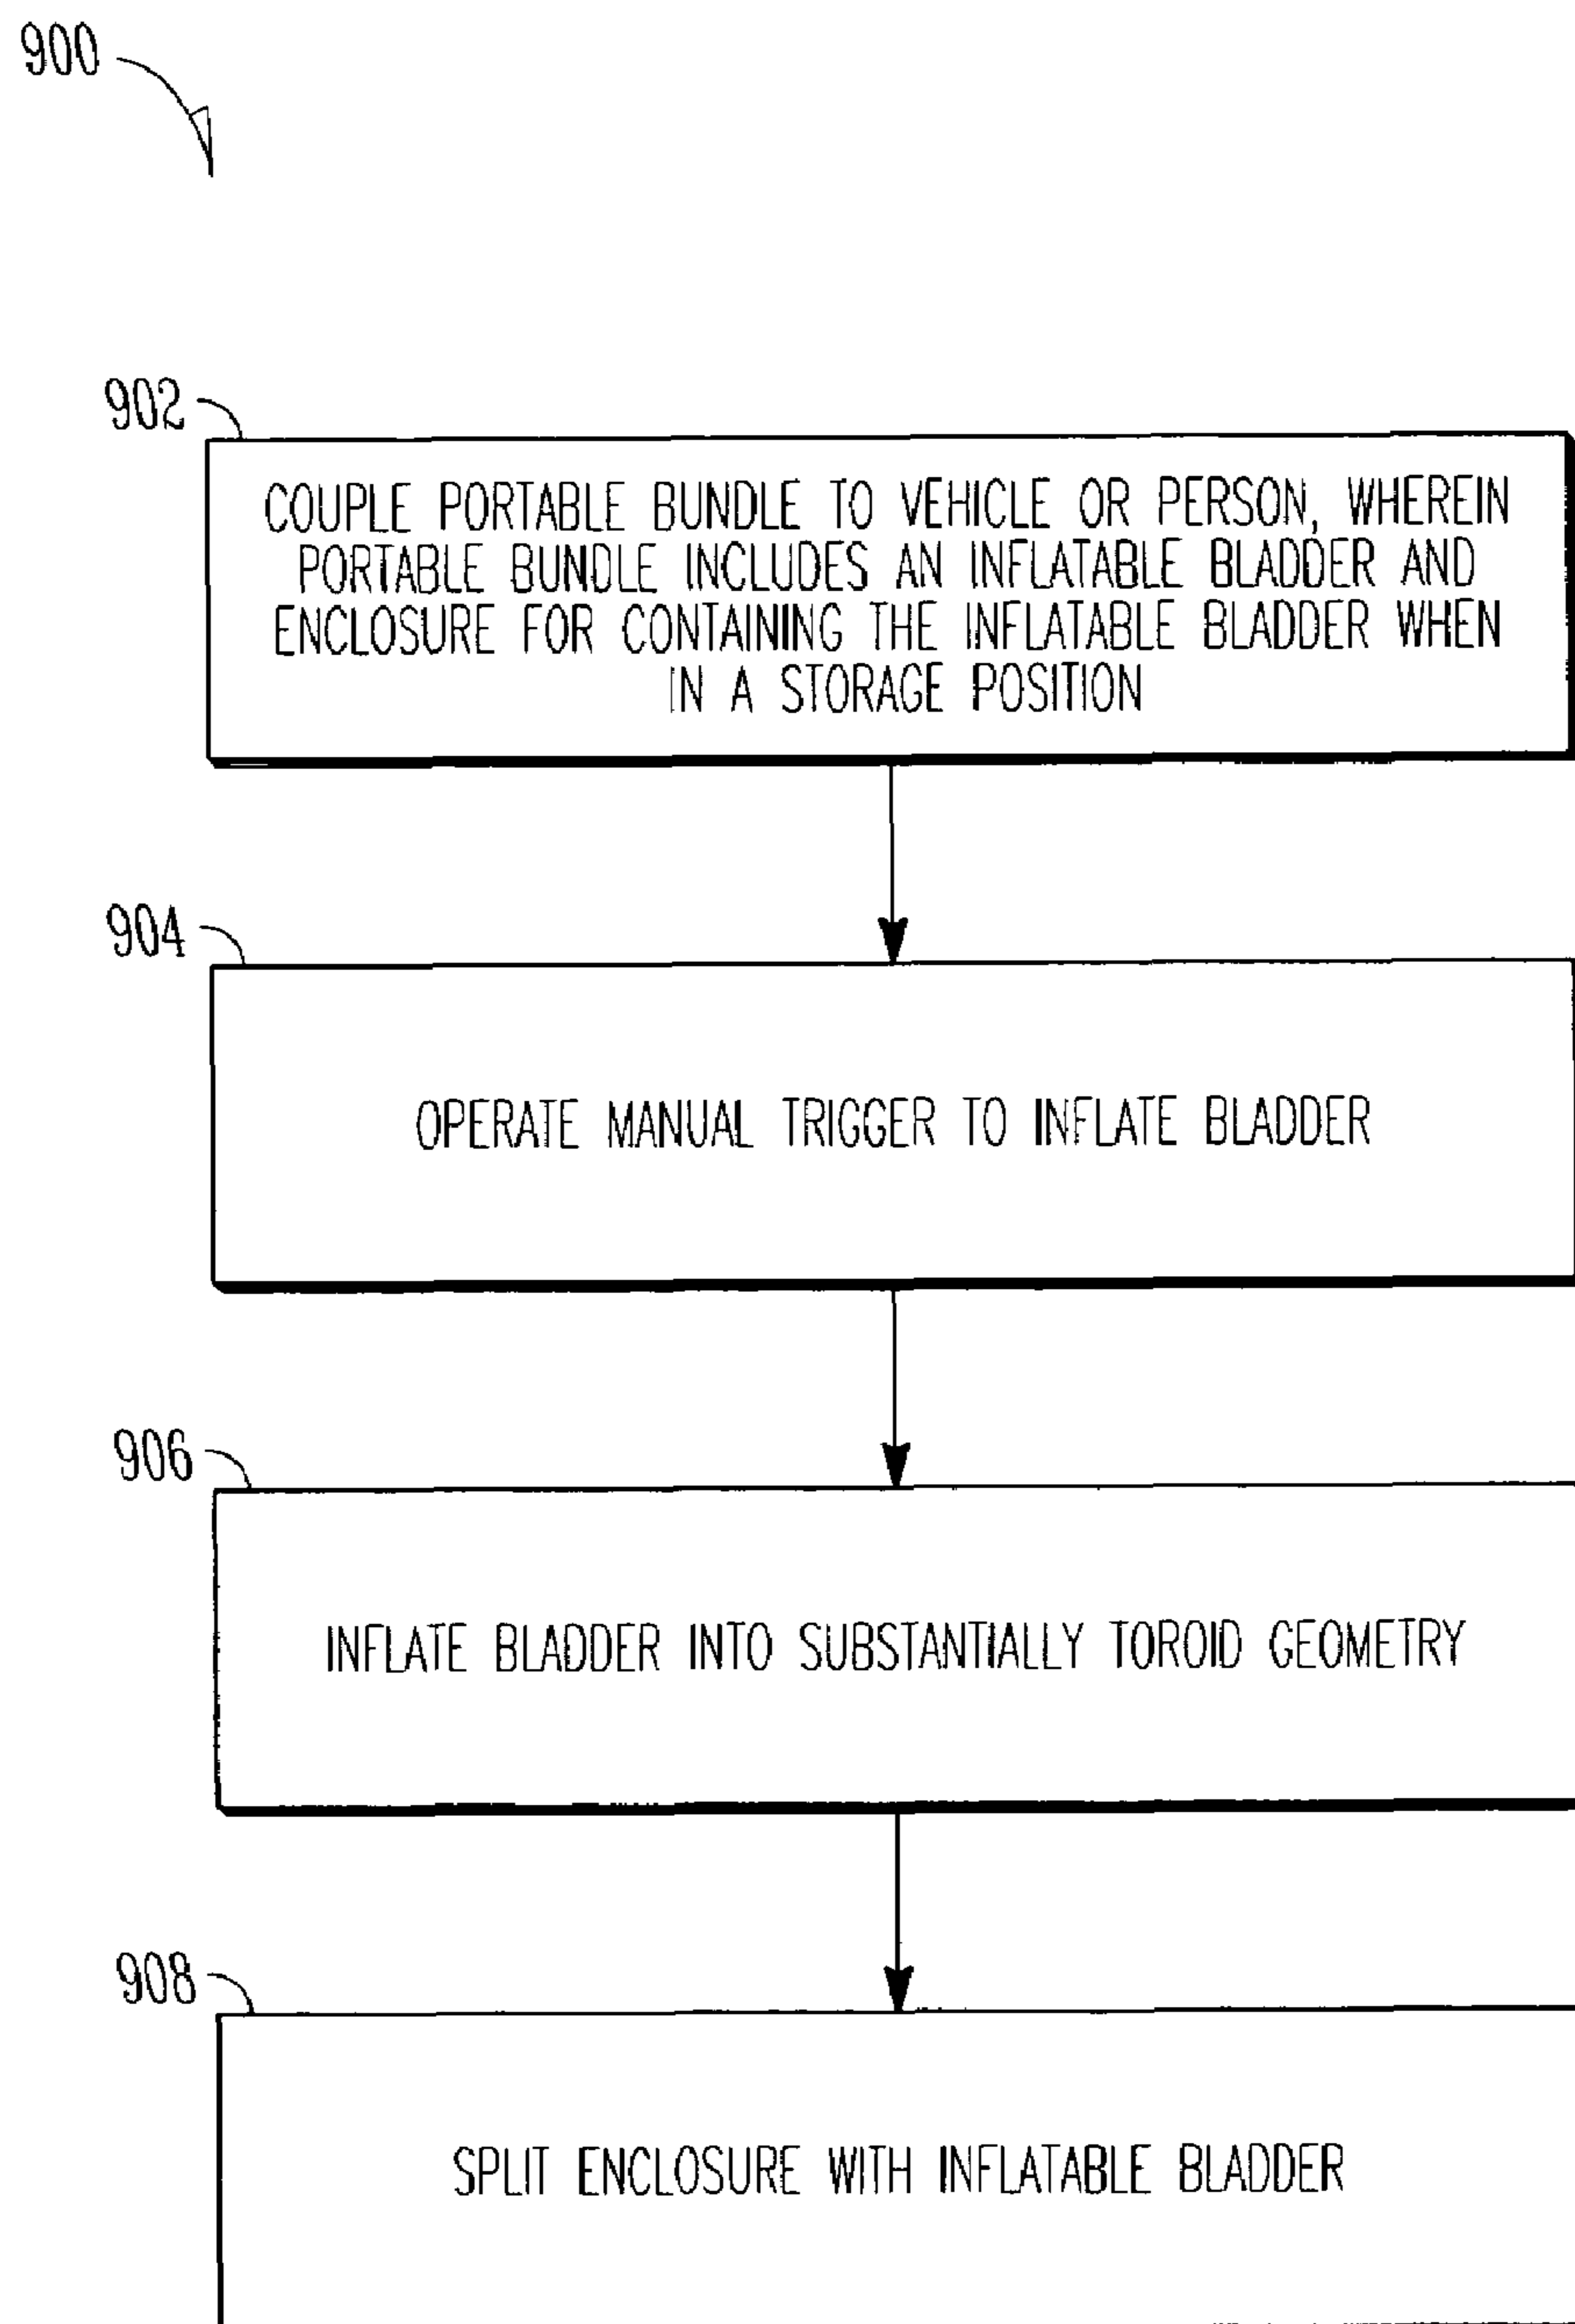 900
902
COUPLE PORTABLE BUNDLE TO VEHICLE OR PERSON, WHEREIN
PORTABLE BUNDLE INCLUDES AN INFLATABLE BLADDER AND
ENCLOSURE FOR CONTAINING THE INFLATABLE BLADDER WHEN
IN A STORAGE POSITION
904
OPERATE MANUAL TRIGGER TO INFLATE BLADDER
906
INFLATE BLADDER INTO SUBSTANTIALLY TOROID GEOMETRY
908
SPLIT ENCLOSURE WITH INFLATABLE BLADDER